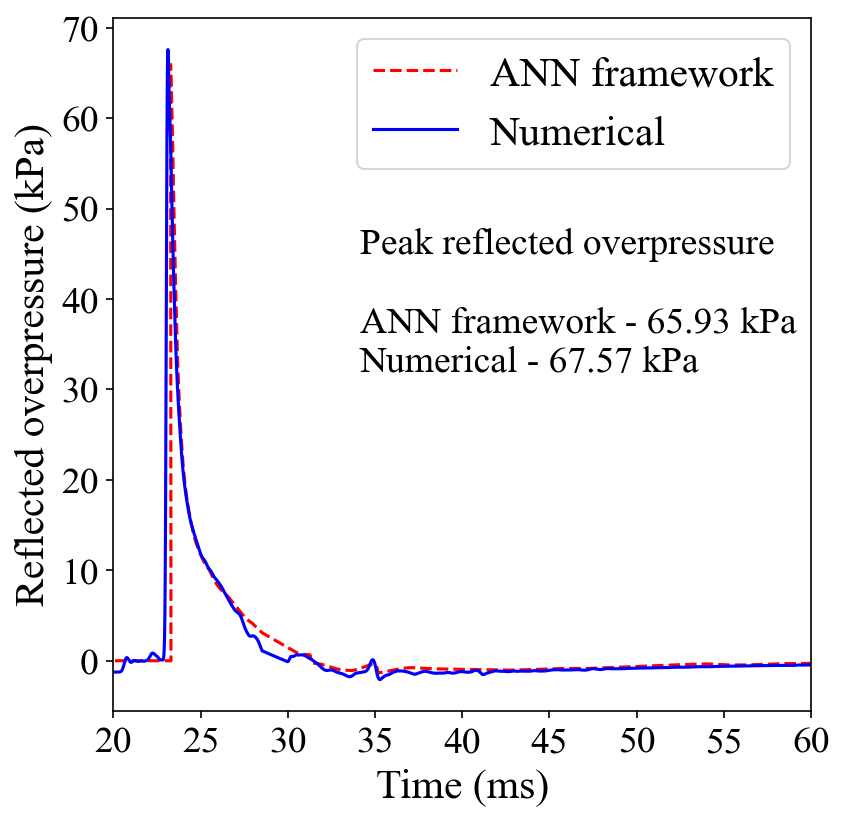 70
60
50
40
30
20
10
0
Reflected overpressure (kPa)
ANN framework
Numerical
Peak reflected overpressure
ANN framework - 65.93 kPa
Numerical - 67.57 kPa
20 25 30 35 40 45 50 55 60
Time (ms)